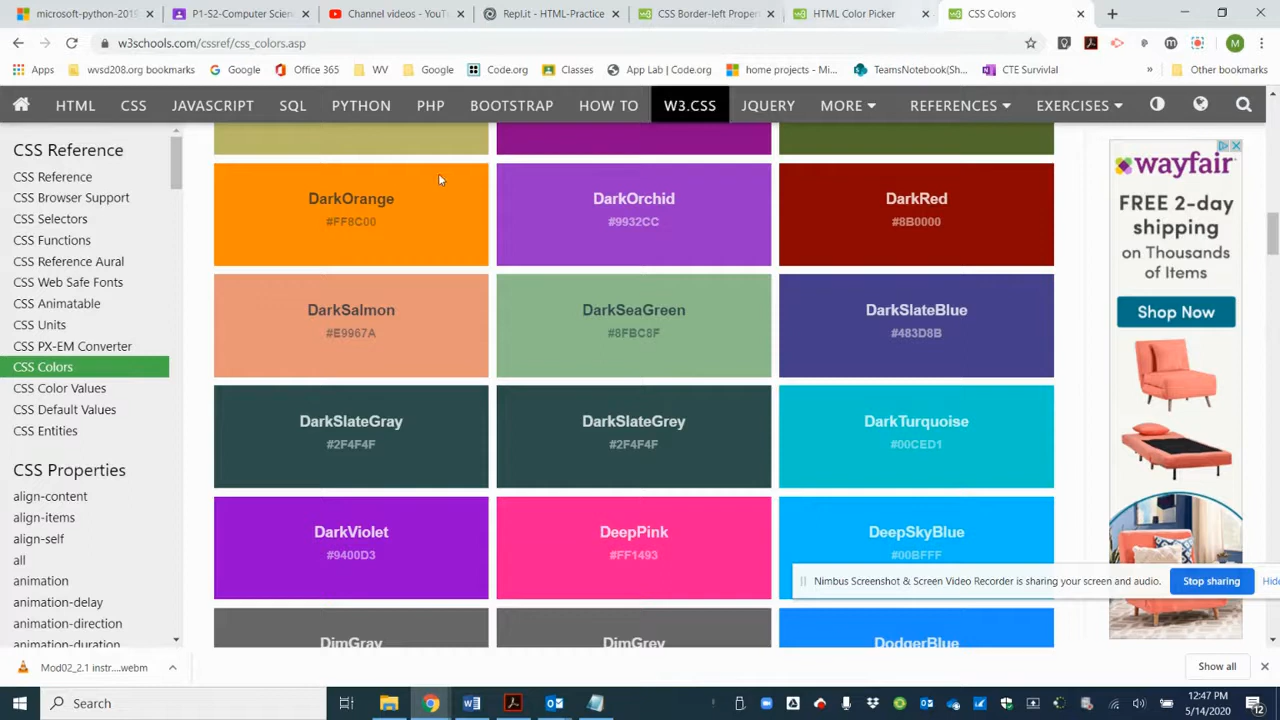 microsoft-python-2019
P1-S2-Computer Scien
Channel videos - YouT
Repl.it - HTML-Practice
CSS Border-left Proper
HTML Color Picker
CSS Colors
w3schools.com/cssref/css_colors.asp
Apps
wvsd208.org bookmarks
Google
Office 365
WV
Google
Code.org
Classes
App Lab | Code.org
home projects - Mi...
TeamsNotebook(Sh...
CTE Survivial
»
Other bookmarks
HTML
CSS
JAVASCRIPT
SQL
PYTHON
PHP
BOOTSTRAP
HOW TO
W3.CSS
JQUERY
MORE
REFERENCES
EXERCISES
CSS Reference
CSS Reference
CSS Browser Support
CSS Selectors
CSS Functions
CSS Reference Aural
CSS Web Safe Fonts
CSS Animatable
CSS Units
CSS PX-EM Converter
CSS Colors
CSS Color Values
CSS Default Values
CSS Entities
CSS Properties
align-content
align-items
align-self
all
animation
animation-delay
animation-direction
animation-duration
DarkOrange
#FF8C00
DarkOrchid
#9932CC
DarkRed
#8B0000
DarkSalmon
#E9967A
DarkSeaGreen
#8FBC8F
DarkSlateBlue
#483D8B
DarkSlateGray
#2F4F4F
DarkSlateGrey
#2F4F4F
DarkTurquoise
#00CED1
DarkViolet
#9400D3
DeepPink
#FF1493
DeepSkyBlue
#00BFFF
DimGray
DimGrey
DodgerBlue
wayfair
FREE 2-day
shipping
on Thousands
of Items
Shop Now
Nimbus Screenshot & Screen Video Recorder is sharing your screen and audio.
Stop sharing
Hide
Mod02_2.1 instr....webm
Show all
Search
12:47 PM
5/14/2020
12